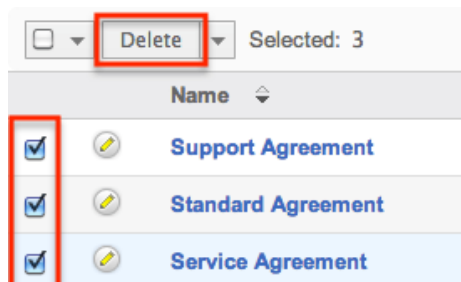 Delete Selected: 3
Name
Support Agreement
Standard Agreement
Service Agreement